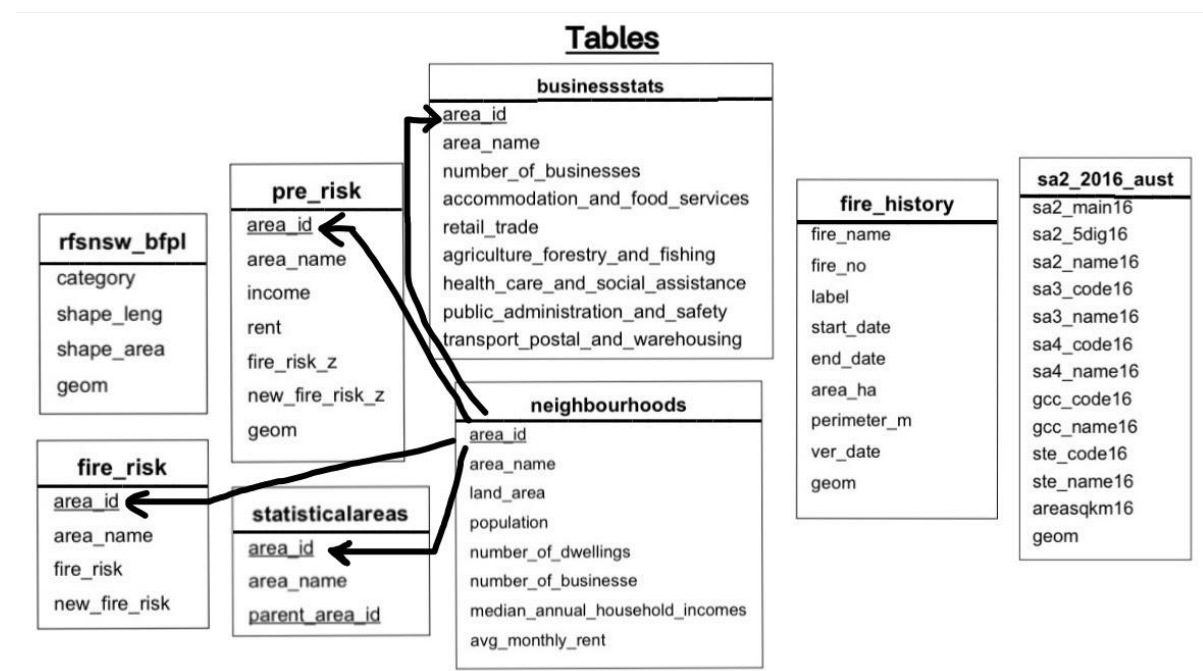 Tables
businessstats
area_id
area_name
number_of_businesses
accommodation_and_food_services
retail_trade
agriculture_forestry_and_fishing
health_care_and_social_assistance
public_administration_and_safety
transport_postal_and_warehousing
pre_risk
area_id
area_name
income
rent
fire_risk_z
new_fire_risk_z
geom
rfsnsw_bfpl
category
shape_leng
shape_area
geom
fire_risk
area_id
area_name
fire_risk
new_fire_risk
statisticalareas
area_id
area_name
parent_area_id
neighbourhoods
area_id
area_name
land_area
population
number_of_dwellings
number_of_businesse
median_annual_household_incomes
avg_monthly_rent
fire_history
fire_name
fire_no
label
start_date
end_date
area_ha
perimeter_m
ver_date
geom
sa2_2016_aust
sa2_main16
sa2_5dig16
sa2_name16
sa3_code16
sa3_name16
sa4_code16
sa4_name16
gcc_code16
gcc_name16
ste_code16
ste_name16
areasqkm16
geom